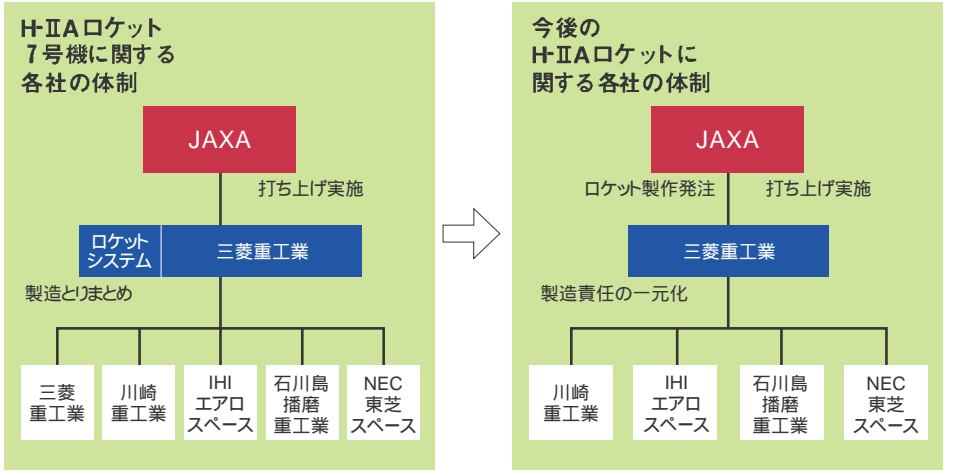 H-ⅡAロケット
7号機に関する
各社の体制
JAXA
打ち上げ実施
ロケット
システム
三菱重工業
製造とりまとめ
三菱
重工業
川崎
重工業
IHI
エアロ
スペース
石川島
播磨
重工業
NEC
東芝
スペース
今後の
H-ⅡAロケットに
関する各社の体制
JAXA
ロケット製作発注
打ち上げ実施
三菱重工業
製造責任の一元化
川崎
重工業
IHI
エアロ
スペース
石川島
播磨
重工業
NEC
東芝
スペース